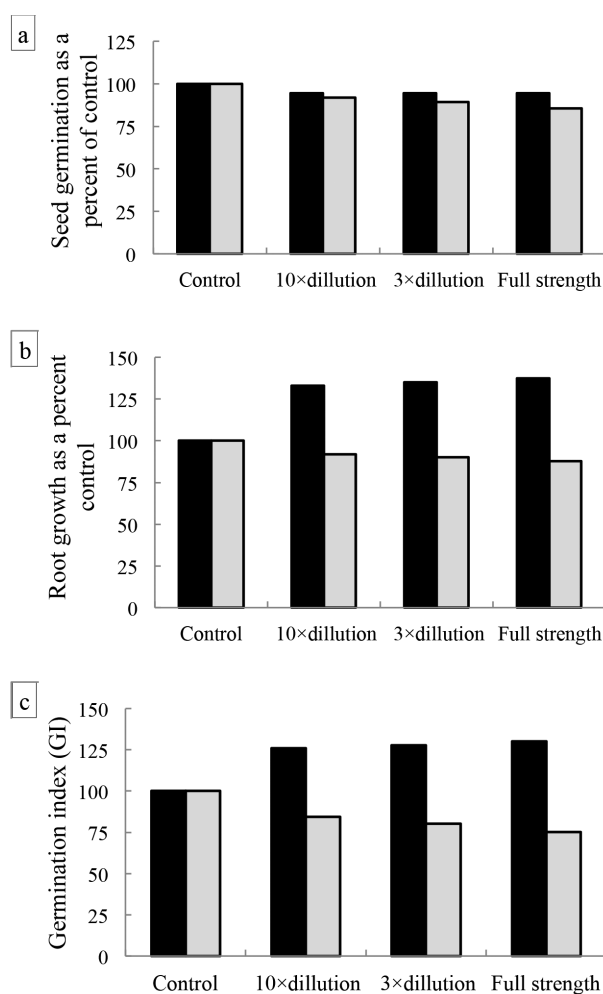 a
Seed germination as a
percent of control
125
100
75
50
25
0
Control 10×dillution 3×dillution Full strength
b
Root growth as a percent
control
150
125
100
75
50
25
0
Control 10×dillution 3×dillution Full strength
c
Germination index (GI)
150
125
100
75
50
25
0
Control 10×dillution 3×dillution Full strength